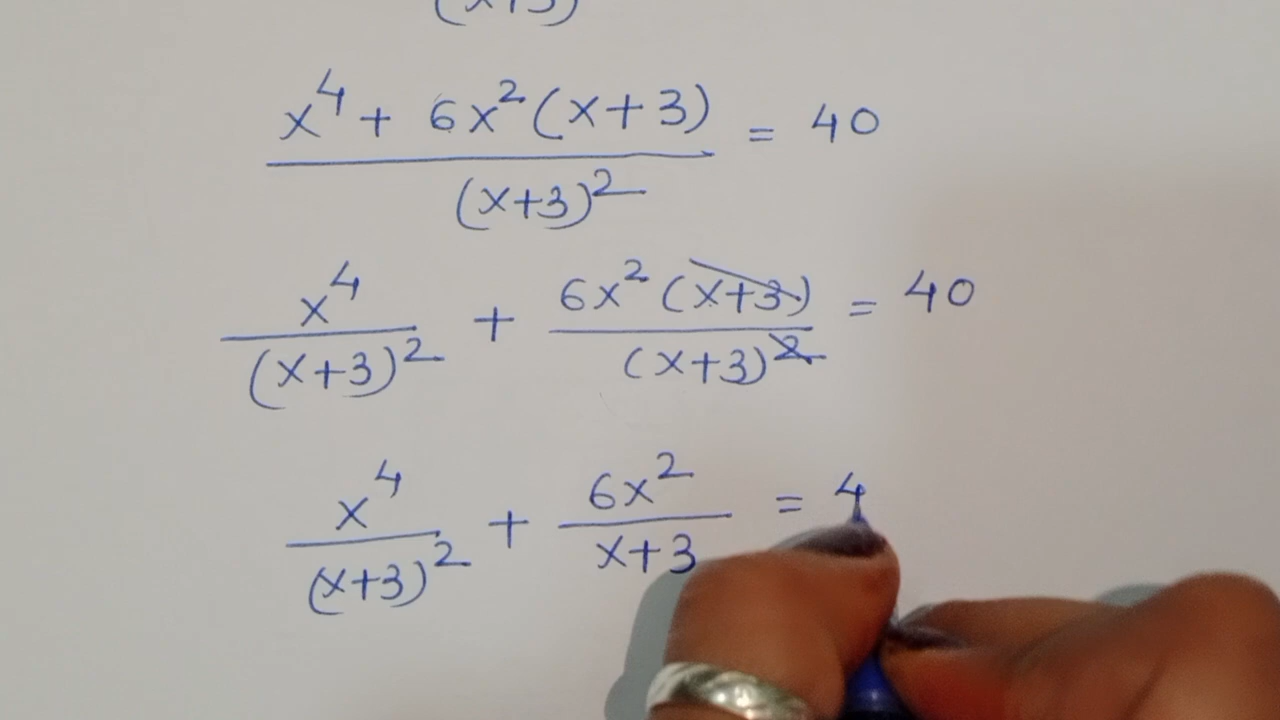 (x+3)
x⁴ + 6x²(x+3) / (x+3)² = 40
x⁴ / (x+3)² + 6x²(x+3) / (x+3)² = 40
x⁴ / (x+3)² + 6x² / x+3 = 4